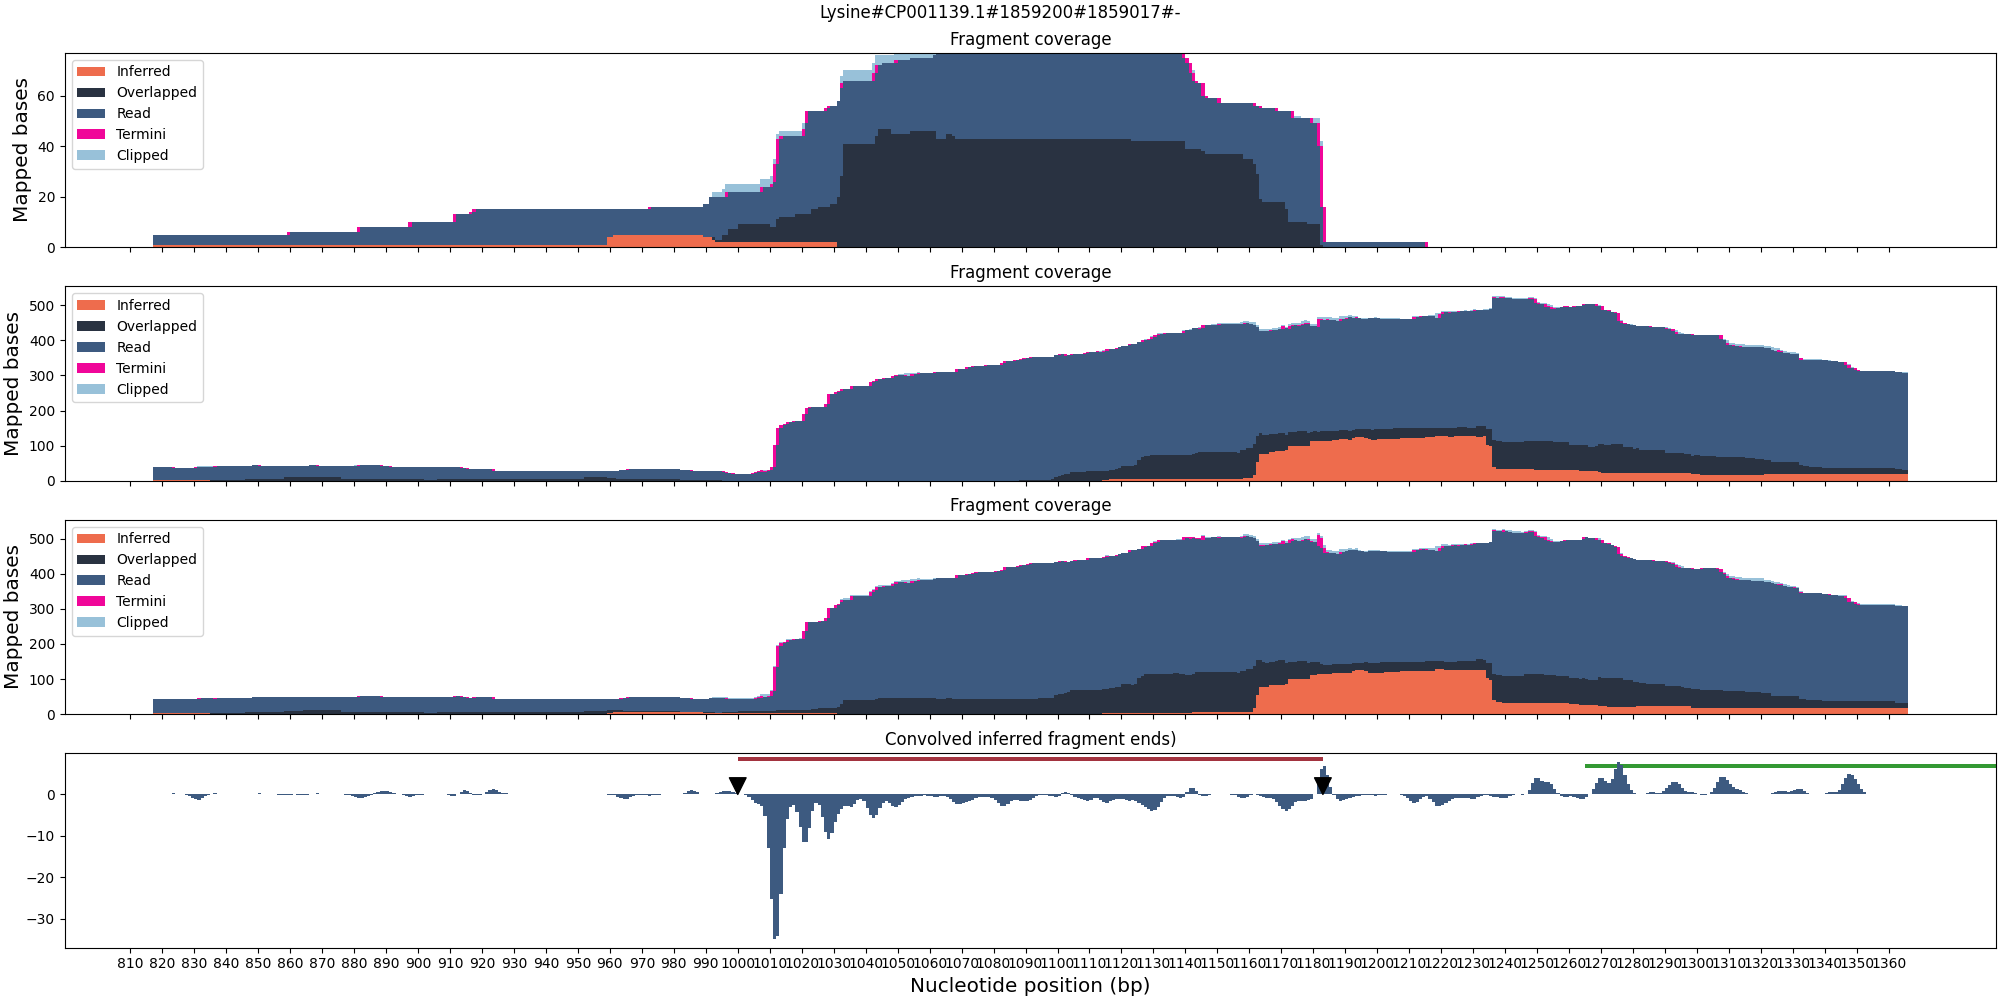 Lysine#CP001139.1#1859200#1859017#-
Fragment coverage
Mapped bases
60
40
20
0
Inferred
Overlapped
Read
Termini
Clipped
Fragment coverage
Mapped bases
500
400
300
200
100
0
Inferred
Overlapped
Read
Termini
Clipped
Fragment coverage
Mapped bases
500
400
300
200
100
0
Inferred
Overlapped
Read
Termini
Clipped
Convolved inferred fragment ends)
0
−10
−20
−30
810 820 830 840 850 860 870 880 890 900 910 920 930 940 950 960 970 980 990 1000 1010 1020 1030 1040 1050 1060 1070 1080 1090 1100 1110 1120 1130 1140 1150 1160 1170 1180 1190 1200 1210 1220 1230 1240 1250 1260 1270 1280 1290 1300 1310 1320 1330 1340 1350 1360
Nucleotide position (bp)